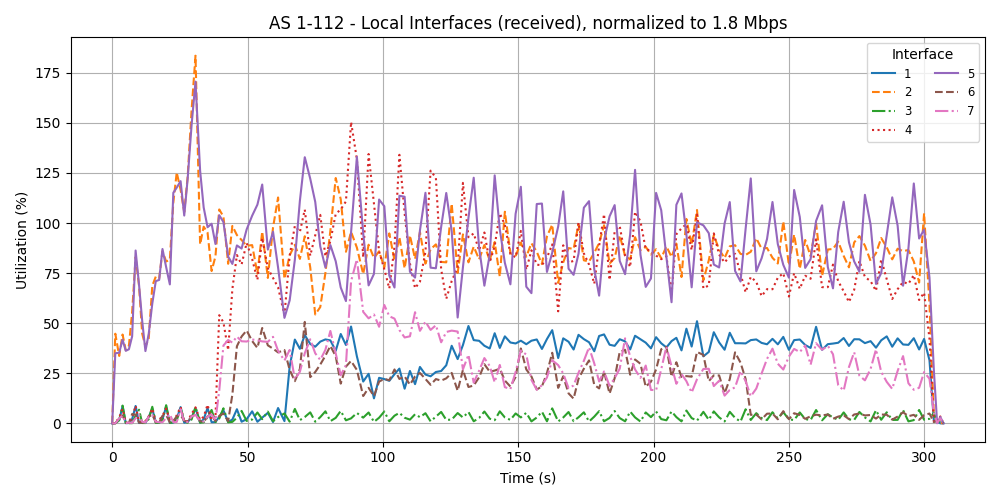 AS 1-112 - Local Interfaces (received), normalized to 1.8 Mbps
Interface
1 5
2 6
3 7
4
Utilization (%)
175
150
125
100
75
50
25
0
0 50 100 150 200 250 300
Time (s)